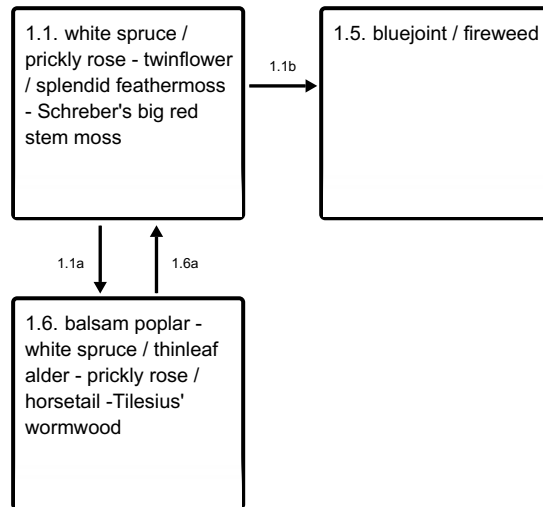 1.1. white spruce /
prickly rose - twinflower
/ splendid feathermoss
- Schreber's big red
stem moss
1.1b
1.5. bluejoint / fireweed
1.1a
1.6a
1.6. balsam poplar -
white spruce / thinleaf
alder - prickly rose /
horsetail -Tilesius'
wormwood